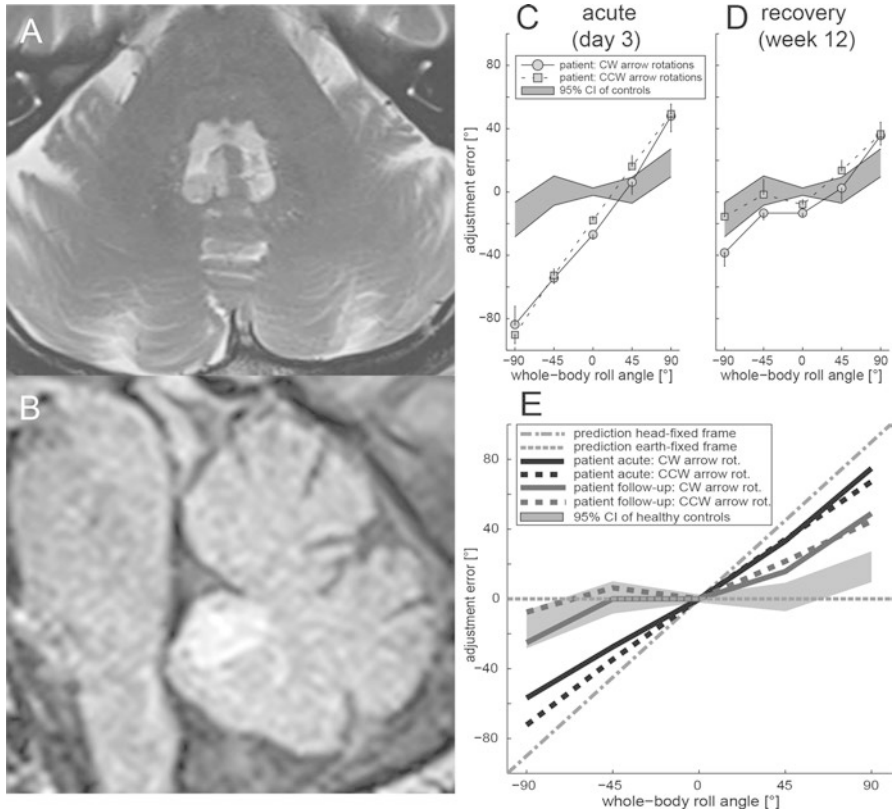 A
B
C
acute
(day 3)
patient: CW arrow rotations
patient: CCW arrow rotations
95% CI of controls
adjustment error [°]
80
40
0
−40
−80
−90
−45
0
45
90
whole-body roll angle [°]
D
recovery
(week 12)
−90
−45
0
45
90
whole-body roll angle [°]
E
prediction head-fixed frame
prediction earth-fixed frame
patient acute: CW arrow rot.
patient acute: CCW arrow rot.
patient follow-up: CW arrow rot.
patient follow-up: CCW arrow rot.
95% CI of healthy controls
adjustment error [°]
80
40
0
−40
−80
−90
−45
0
45
90
whole-body roll angle [°]